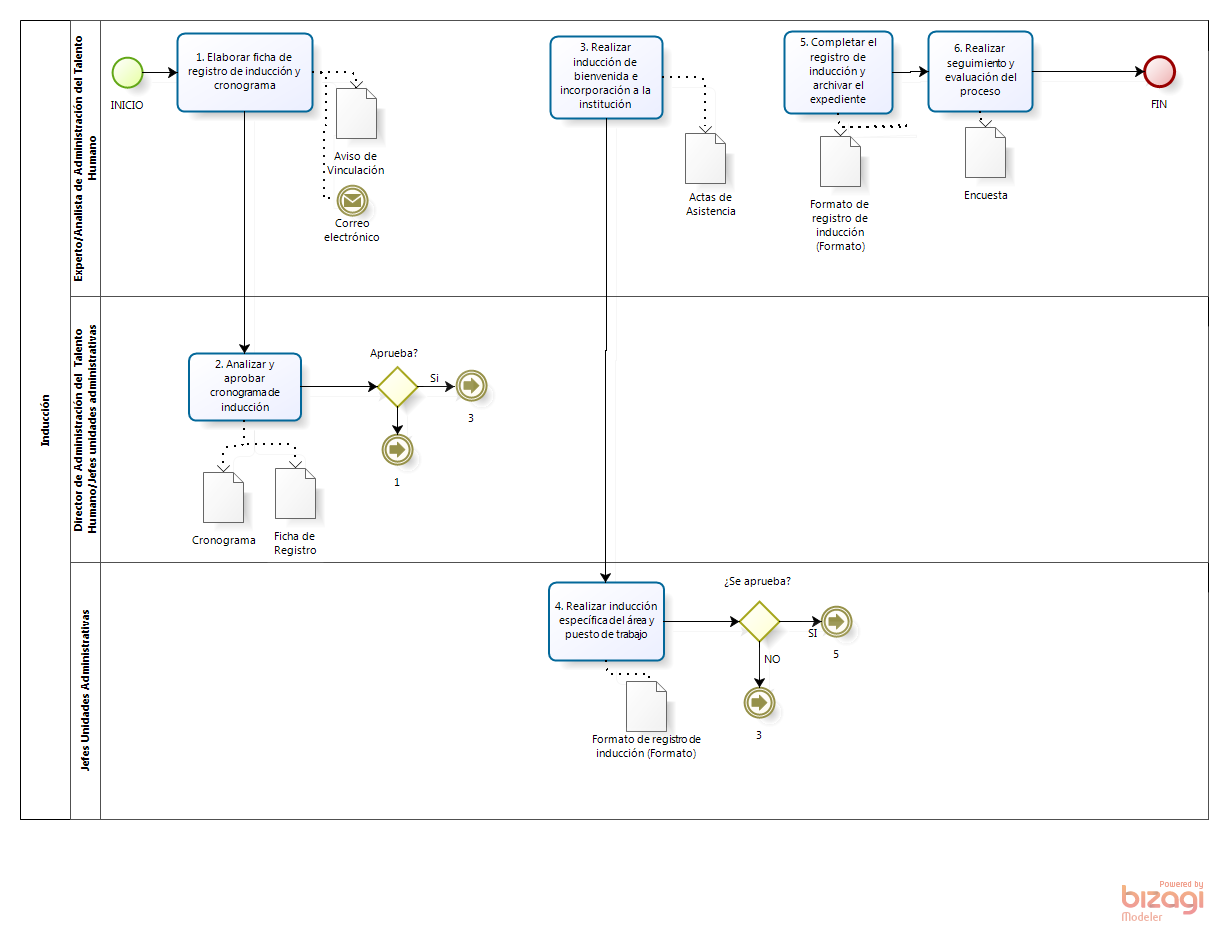 Inducción
Experto/Analista de Administración del Talento
Humano
INICIO
1. Elaborar ficha de
registro de inducción y
cronograma
Aviso de
Vinculación
Correo
electrónico
3. Realizar
inducción de
bienvenida e
incorporación a la
institución
Actas de
Asistencia
5. Completar el
registro de
inducción y
archivar el
expediente
Formato de
registro de
inducción
(Formato)
6. Realizar
seguimiento y
evaluación del
proceso
Encuesta
FIN
Director de Administración del Talento
Humano/Jefes unidades administrativas
2. Analizar y
aprobar
cronograma de
inducción
Cronograma
Ficha de
Registro
Aprueba?
Si
3
1
Jefes Unidades Administrativas
4. Realizar inducción
específica del área y
puesto de trabajo
Formato de registro de
inducción (Formato)
¿Se aprueba?
SI
5
NO
3
Powered by
bizagi
Modeler